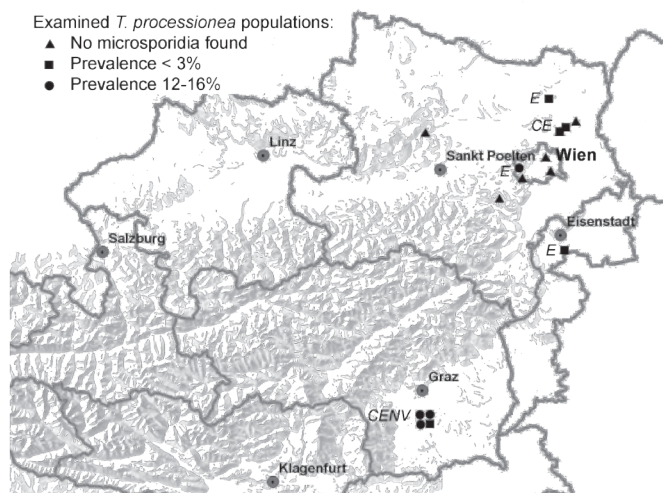 Examined T. processionea populations:
No microsporidia found
Prevalence < 3%
Prevalence 12-16%
E
CE
Linz
Sankt Poelten
Wien
E
Salzburg
Eisenstadt
E
Graz
CENV
Klagenfurt